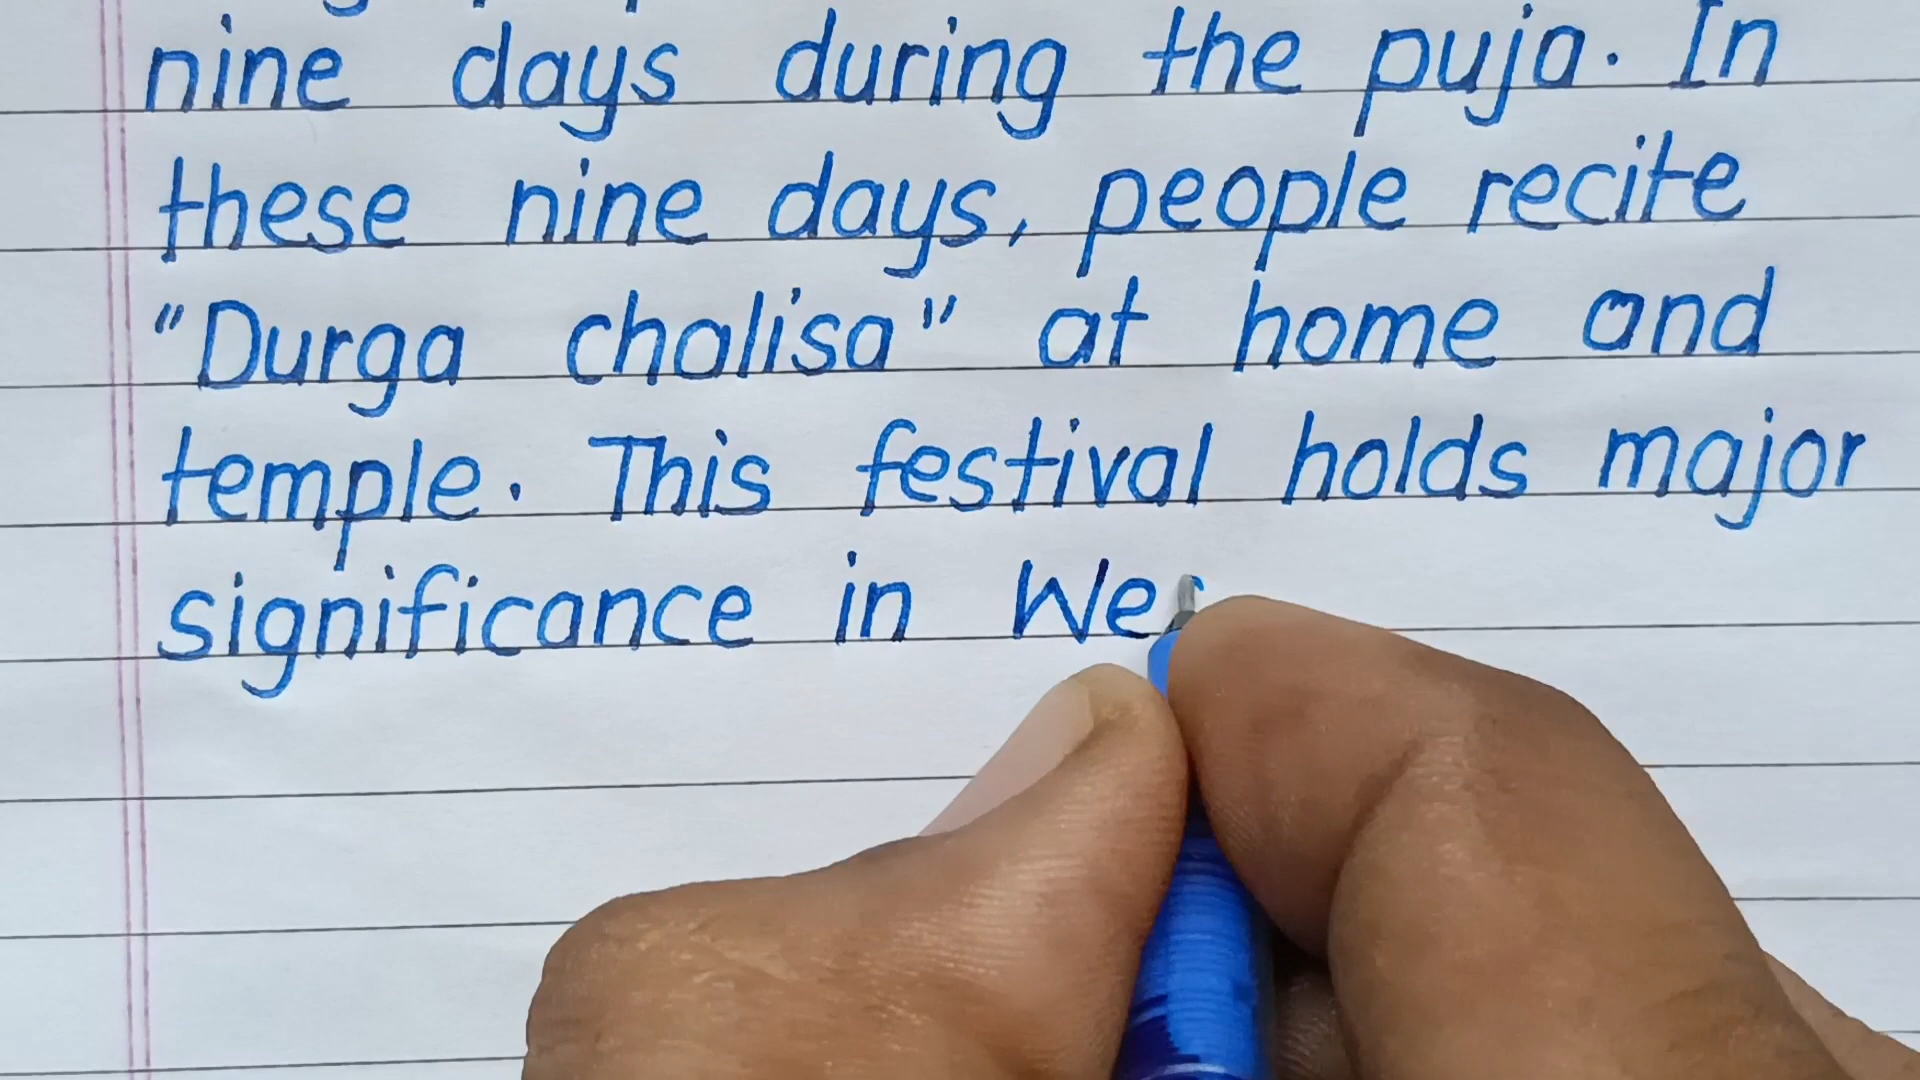 nine days during the puja. In
these nine days, people recite
"Durga chalisa" at home and
temple. This festival holds major
significance in Wes